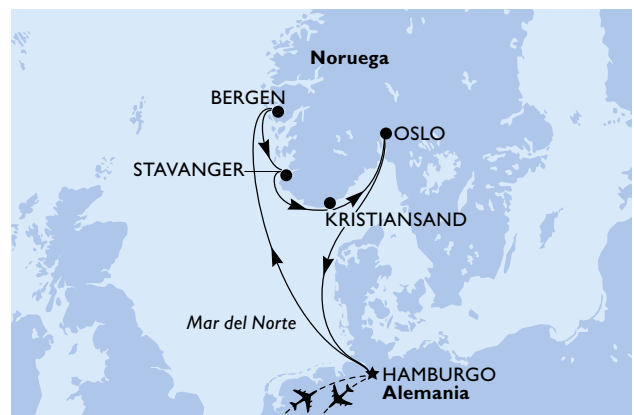 Noruega
BERGEN
OSLO
STAVANGER
KRISTIANSAND
Mar del Norte
HAMBURGO
Alemania